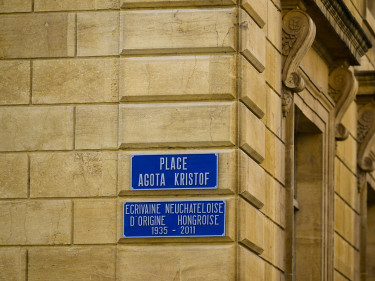 PLACE
AGOTA KRISTOF
ECRIVAINE NEUCHATELOISE
D'ORIGINE HONGROISE
1935 - 2011